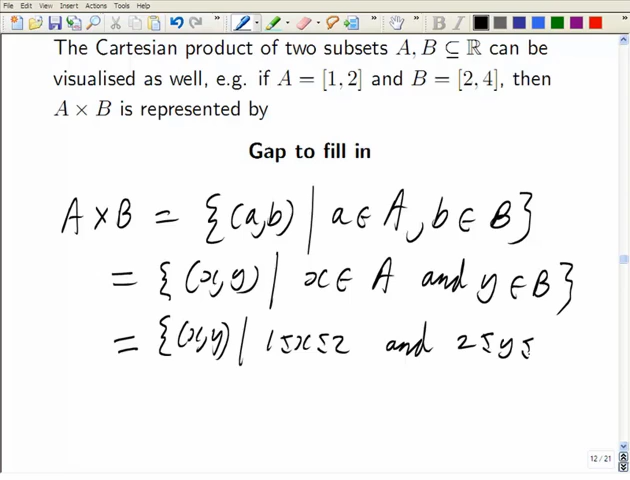 File Edit View Insert Actions Tools Help
B I
The Cartesian product of two subsets A, B ⊆ ℝ can be
visualised as well, e.g. if A = [1, 2] and B = [2, 4], then
A × B is represented by
Gap to fill in
A × B = {(a,b) | a ∈ A, b ∈ B}
= {(x,y) | x ∈ A and y ∈ B}
= {(x,y) | 1 ≤ x ≤ 2 and 2 ≤ y ≤
12 / 21